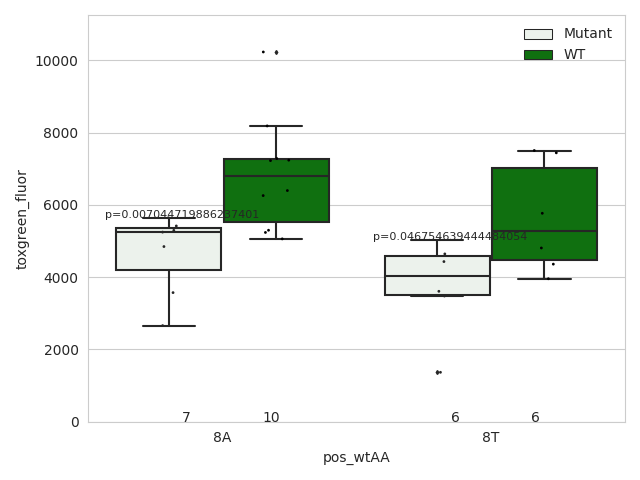 Mutant
WT
10000
8000
6000
4000
2000
0
toxgreen_fluor
p=0.007044719886237401
p=0.046754639444484054
7
10
6
6
8A
8T
pos_wtAA